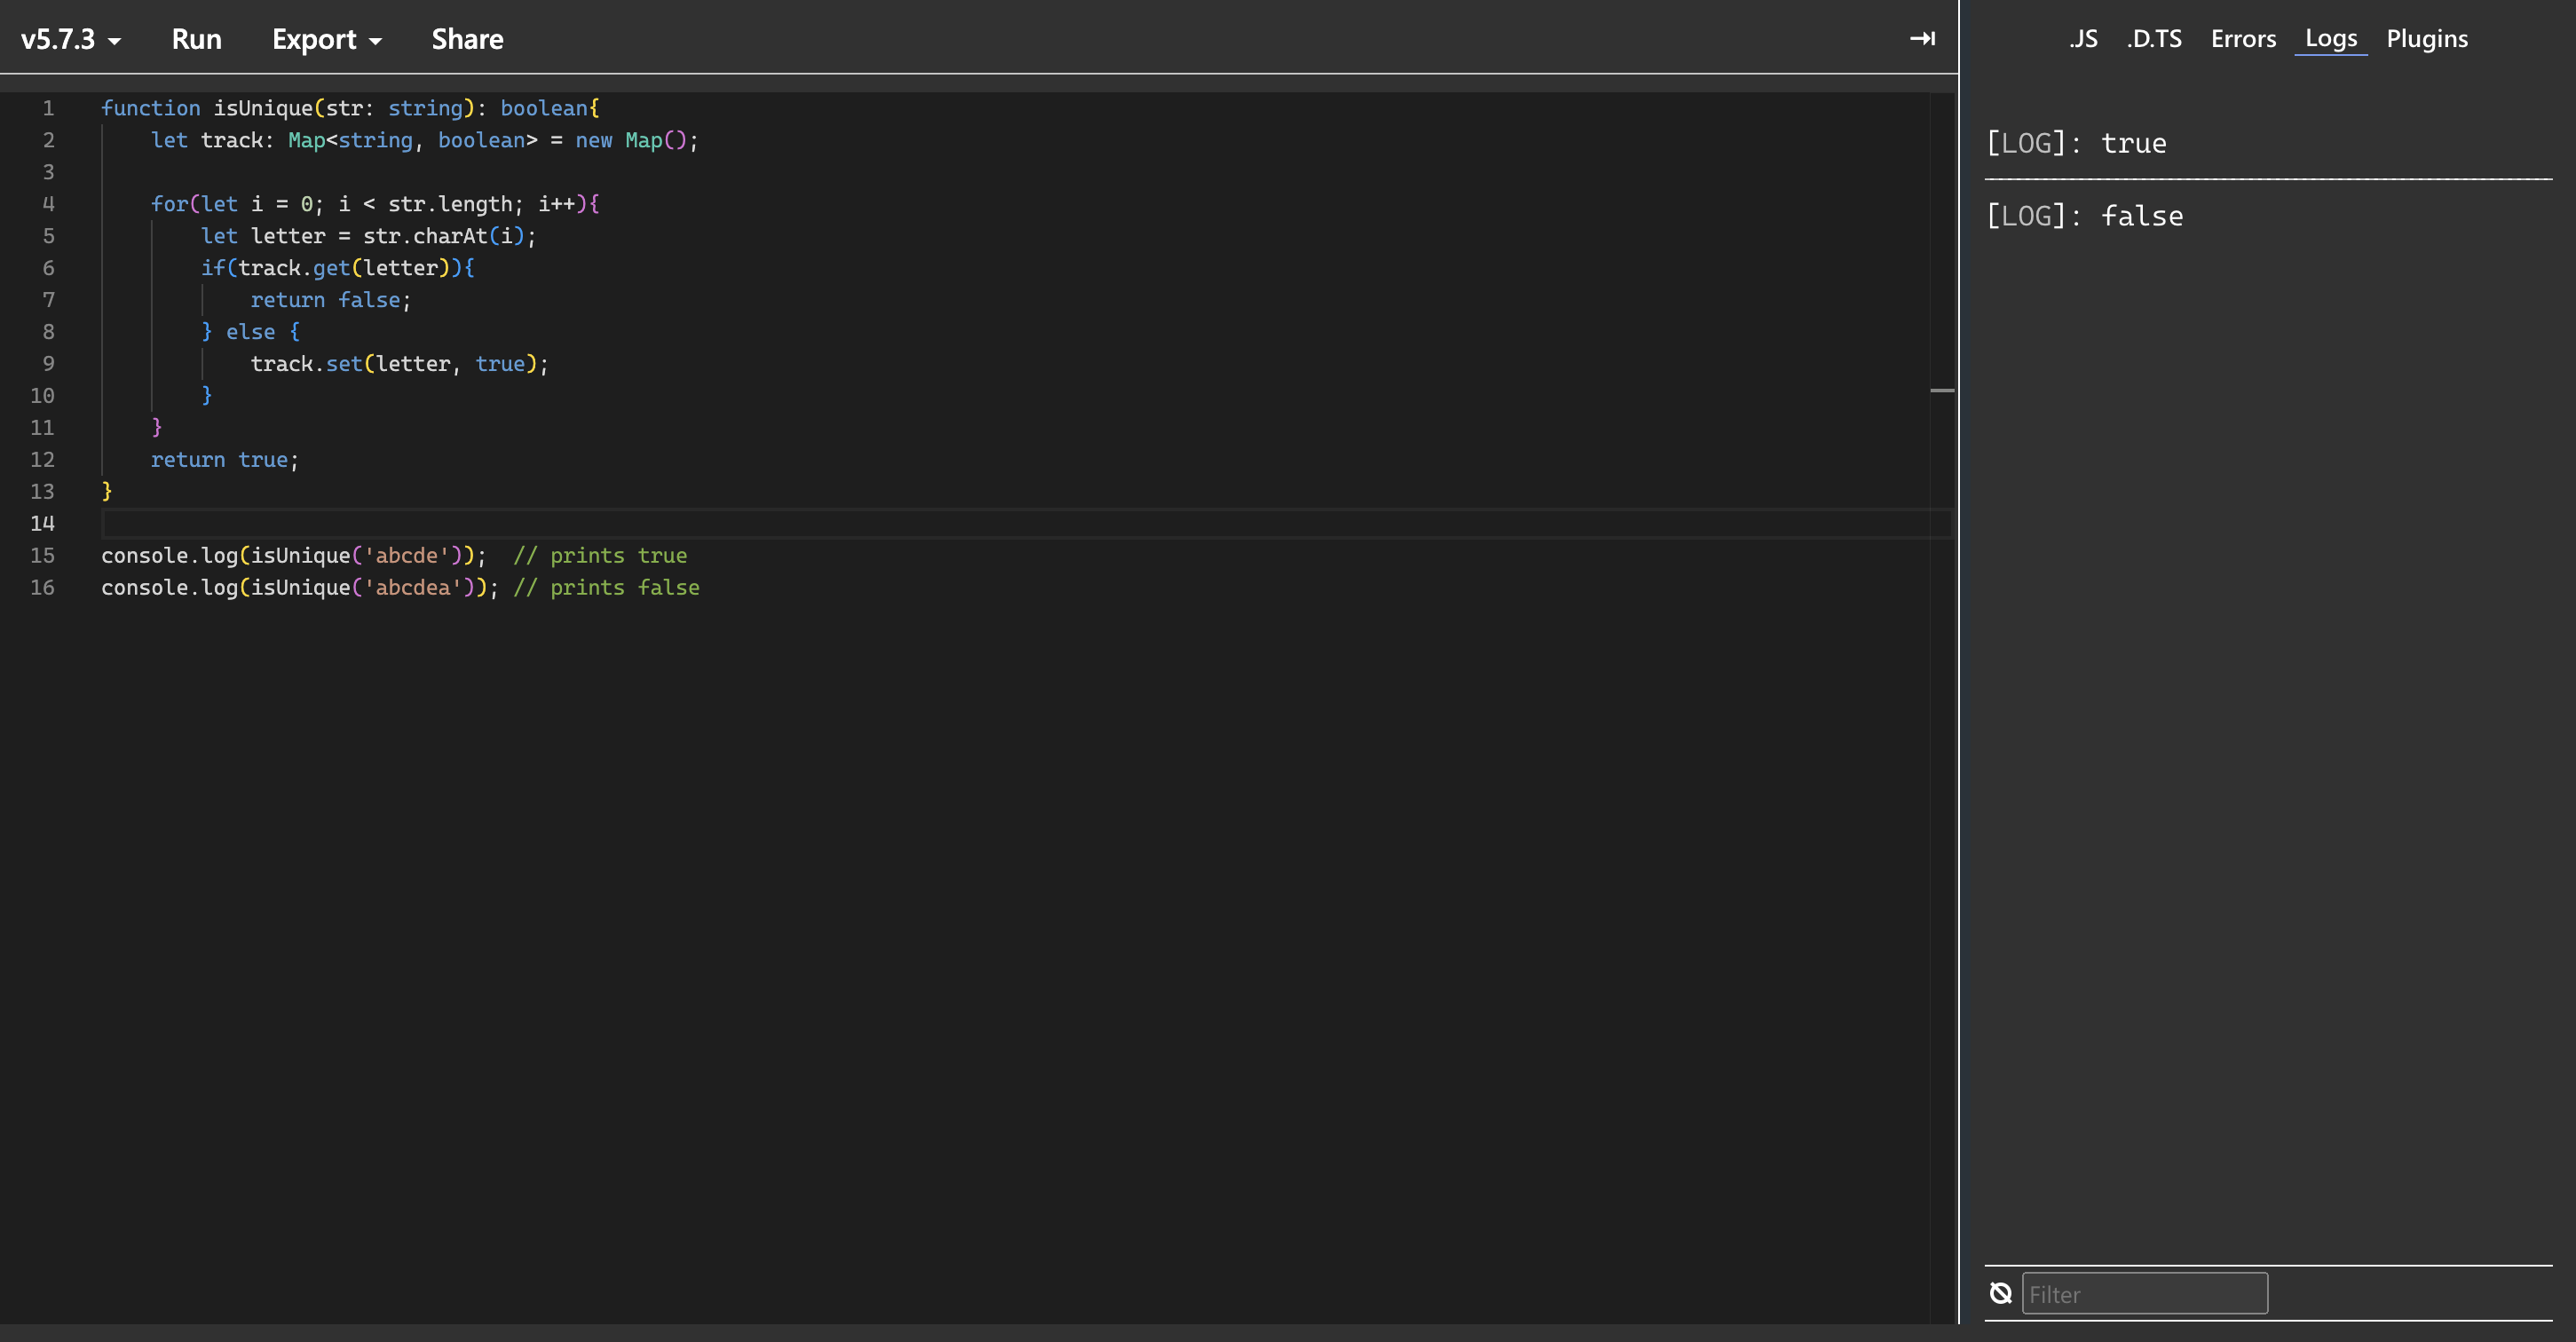 v5.7.3 Run Export Share
.JS .D.TS Errors Logs Plugins
1 function isUnique(str: string): boolean{
2     let track: Map<string, boolean> = new Map();
3
4     for(let i = 0; i < str.length; i++){
5         let letter = str.charAt(i);
6         if(track.get(letter)){
7             return false;
8         } else {
9             track.set(letter, true);
10         }
11     }
12     return true;
13 }
14
15 console.log(isUnique('abcde'));  // prints true
16 console.log(isUnique('abcdea')); // prints false
[LOG]: true
[LOG]: false
Filter